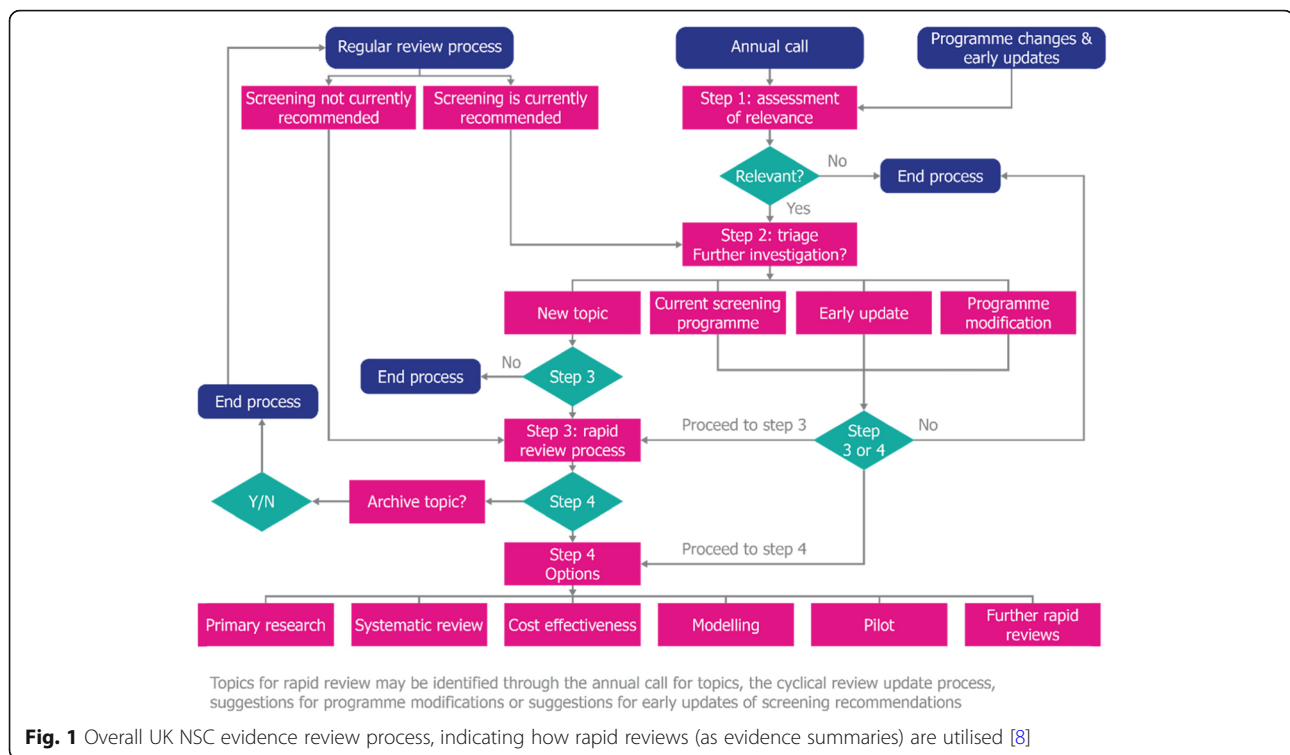 Regular review process
Annual call
Programme changes &
early updates
Screening not currently
recommended
Screening is currently
recommended
Step 1: assessment
of relevance
Relevant?
No
End process
Yes
Step 2: triage
Further investigation?
New topic
Current screening
programme
Early update
Programme
modification
End process
No
Step 3
End process
Step 3: rapid
review process
Proceed to step 3
Step
3 or 4
No
Y/N
Archive topic?
Step 4
Step 4
Options
Proceed to step 4
Primary research
Systematic review
Cost effectiveness
Modelling
Pilot
Further rapid
reviews
Topics for rapid review may be identified through the annual call for topics, the cyclical review update process,
suggestions for programme modifications or suggestions for early updates of screening recommendations
Fig. 1 Overall UK NSC evidence review process, indicating how rapid reviews (as evidence summaries) are utilised [8]